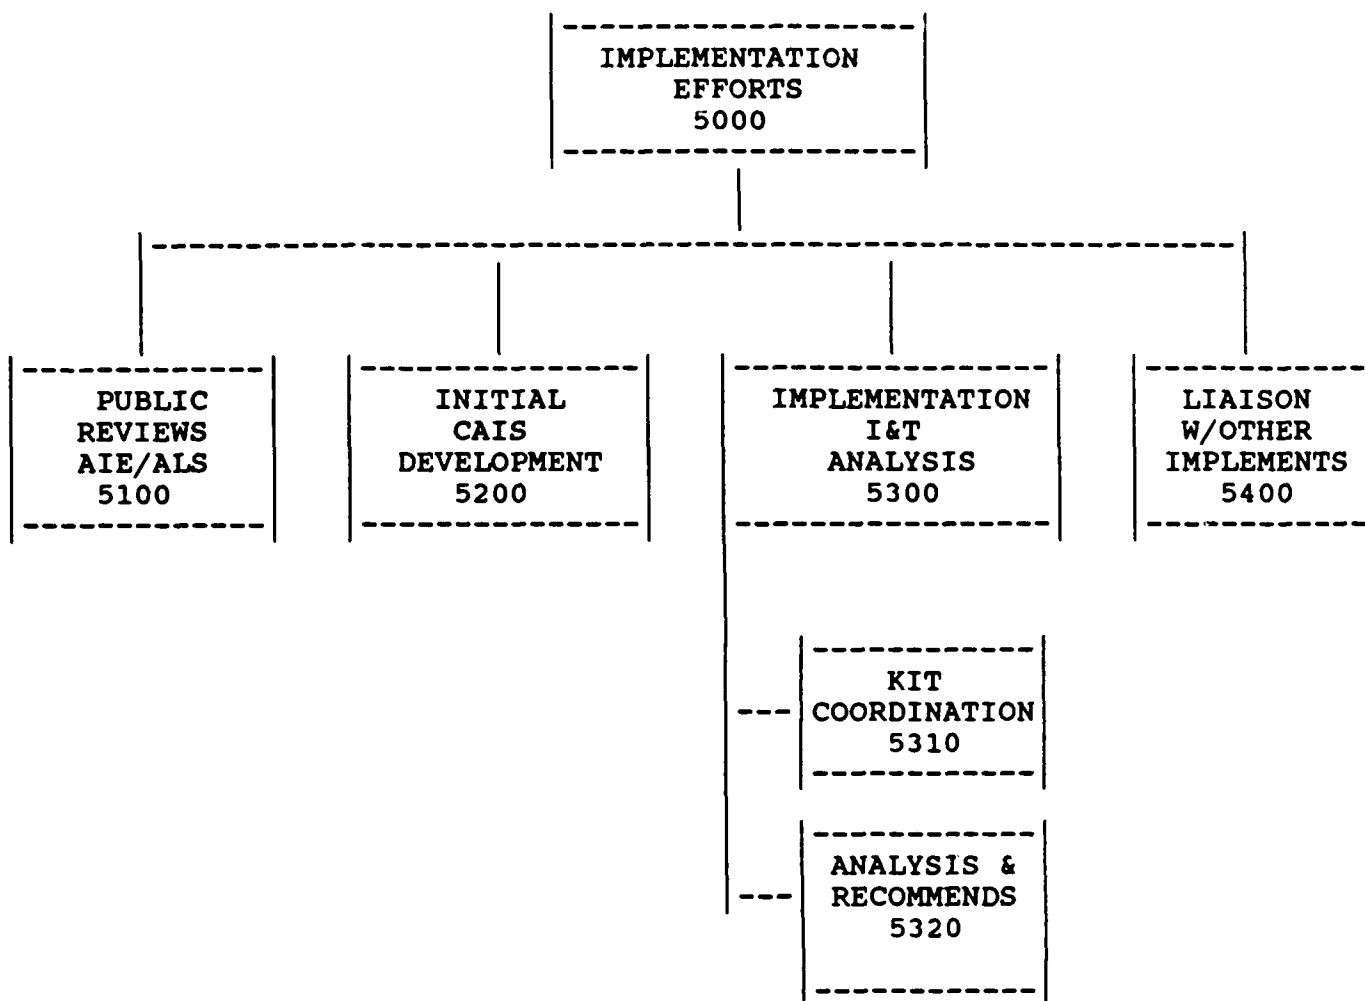 IMPLEMENTATION
EFFORTS
5000
PUBLIC
REVIEWS
AIE/ALS
5100
INITIAL
CAIS
DEVELOPMENT
5200
IMPLEMENTATION
I&T
ANALYSIS
5300
LIAISON
W/OTHER
IMPLEMENTS
5400
KIT
COORDINATION
5310
ANALYSIS &
RECOMMENDS
5320